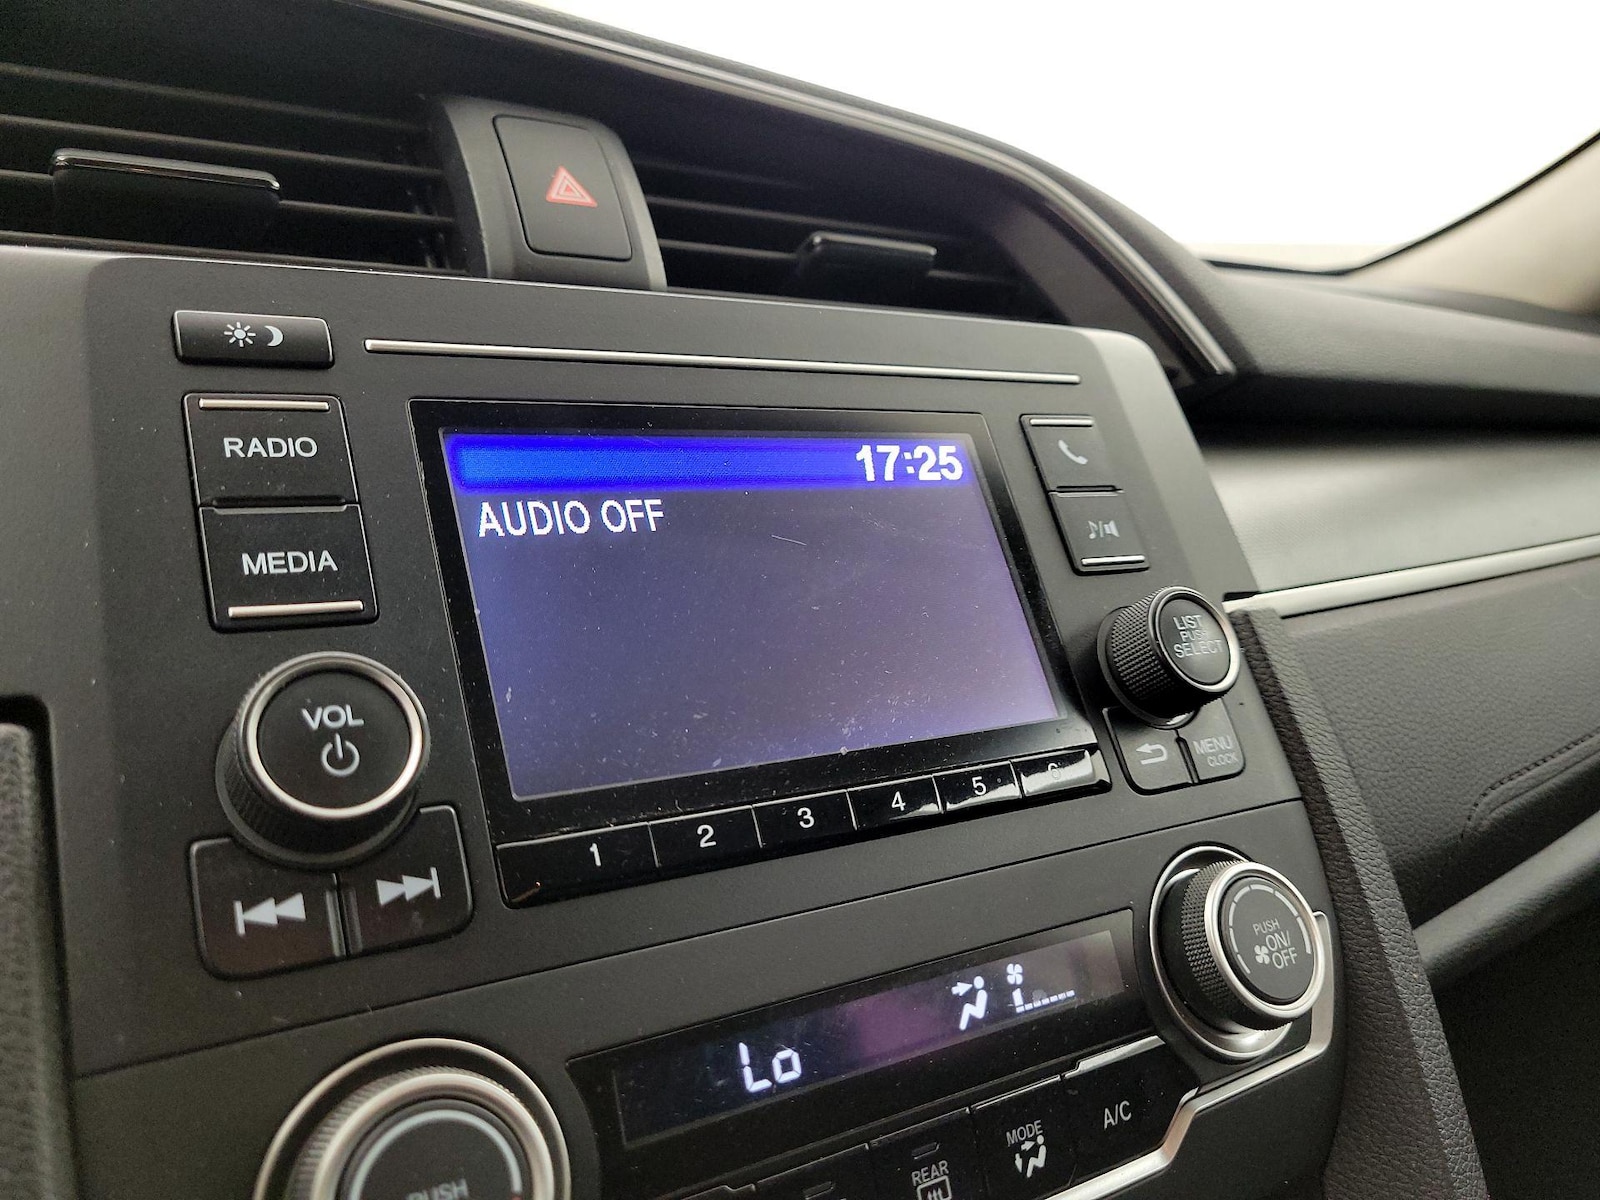 RADIO
MEDIA
17:25
AUDIO OFF
VOL
LIST
PUSH
SELECT
MENU
CLOCK
1 2 3 4 5 6
PUSH
ON/
OFF
Lo
MODE
A/C
REAR
PUSH